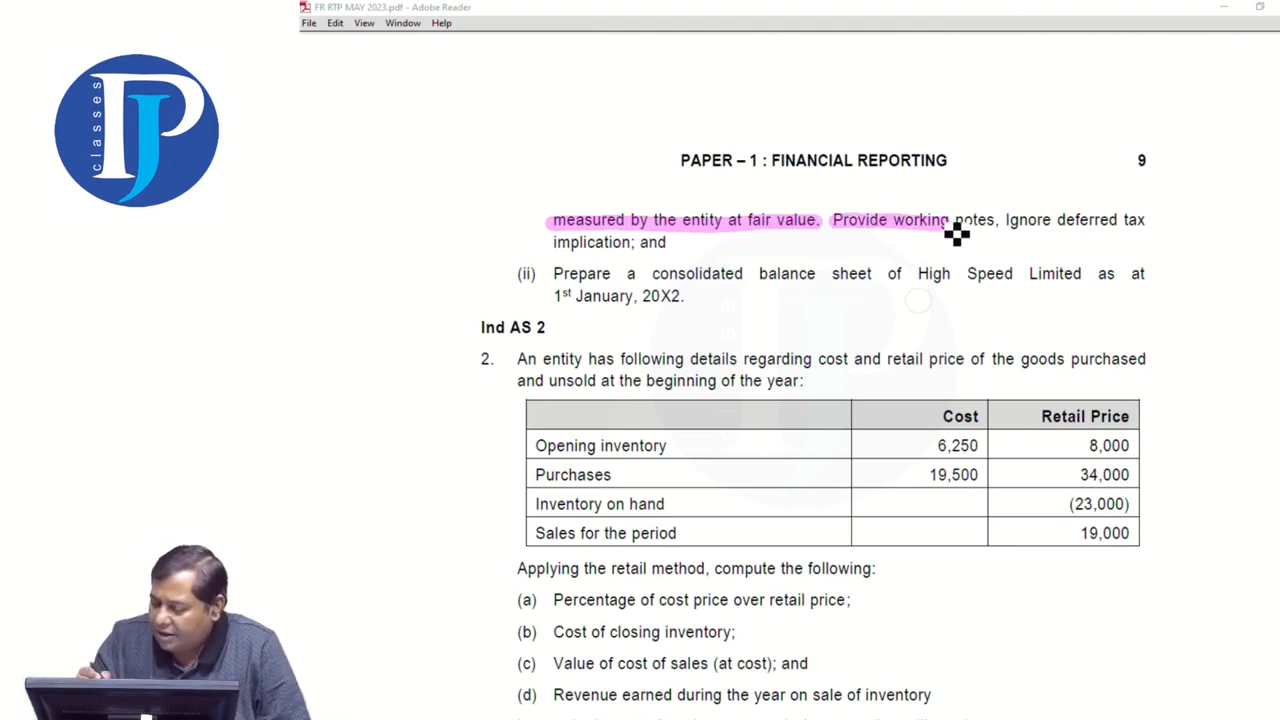 FR RTP MAY 2023.pdf - Adobe Reader
File Edit View Window Help
classes
PJ
PAPER – 1 : FINANCIAL REPORTING 9
measured by the entity at fair value. Provide working notes, Ignore deferred tax
implication; and
(ii) Prepare a consolidated balance sheet of High Speed Limited as at
1st January, 20X2.
Ind AS 2
2. An entity has following details regarding cost and retail price of the goods purchased
and unsold at the beginning of the year:
Cost Retail Price
Opening inventory 6,250 8,000
Purchases 19,500 34,000
Inventory on hand (23,000)
Sales for the period 19,000
Applying the retail method, compute the following:
(a) Percentage of cost price over retail price;
(b) Cost of closing inventory;
(c) Value of cost of sales (at cost); and
(d) Revenue earned during the year on sale of inventory